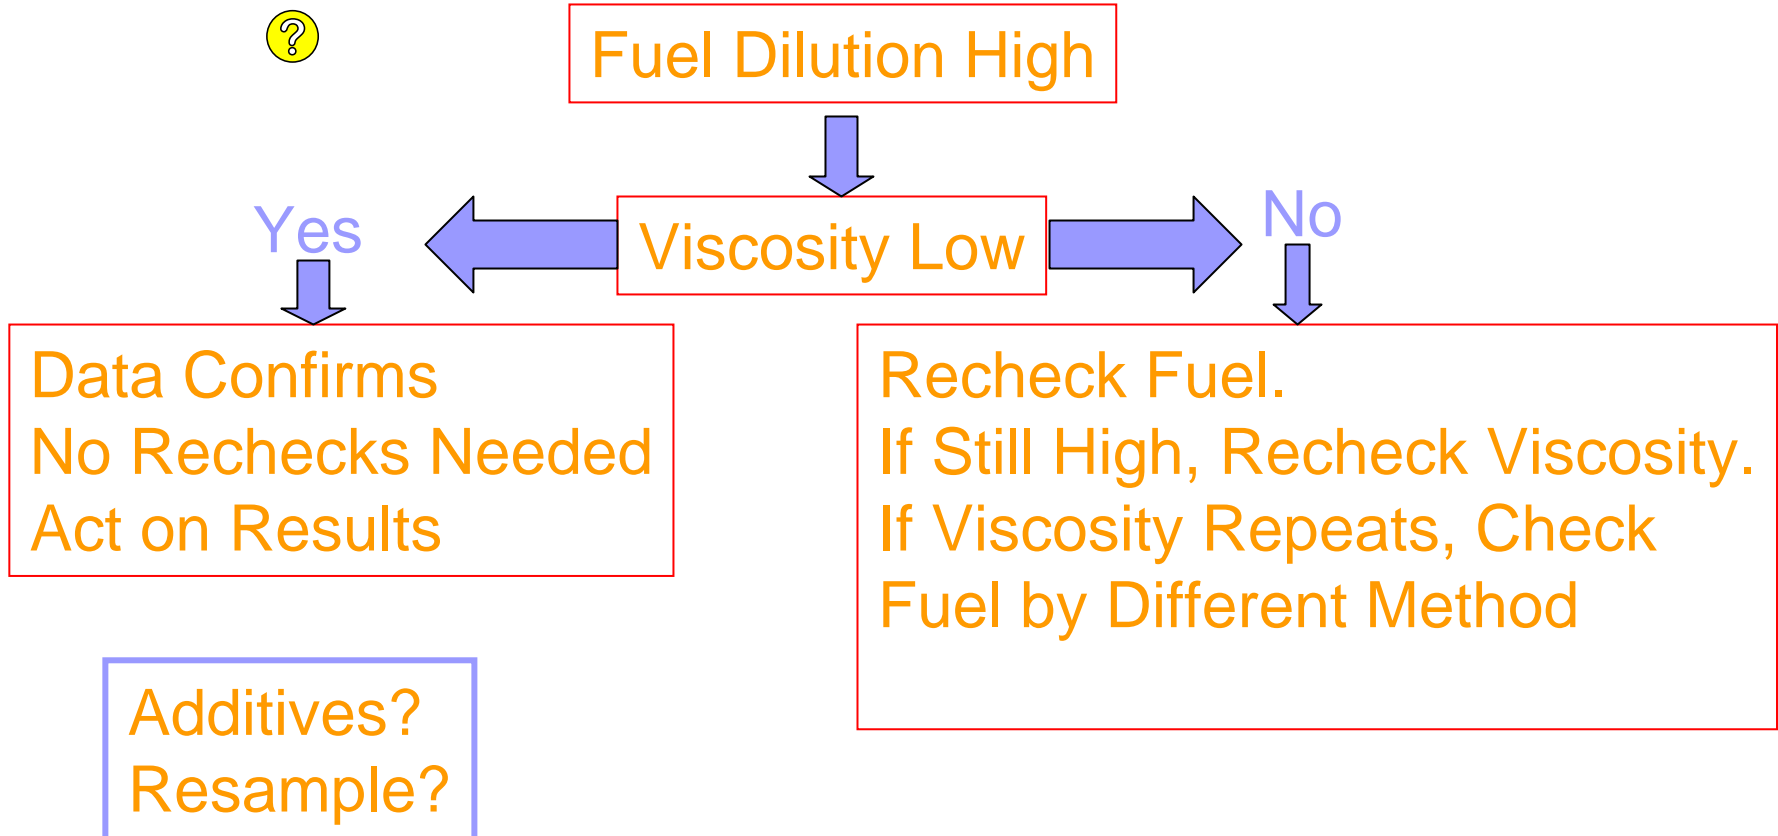 ?
Fuel Dilution High
Yes
Viscosity Low
No
Data Confirms
No Rechecks Needed
Act on Results
Recheck Fuel.
If Still High, Recheck Viscosity.
If Viscosity Repeats, Check
Fuel by Different Method
Additives?
Resample?